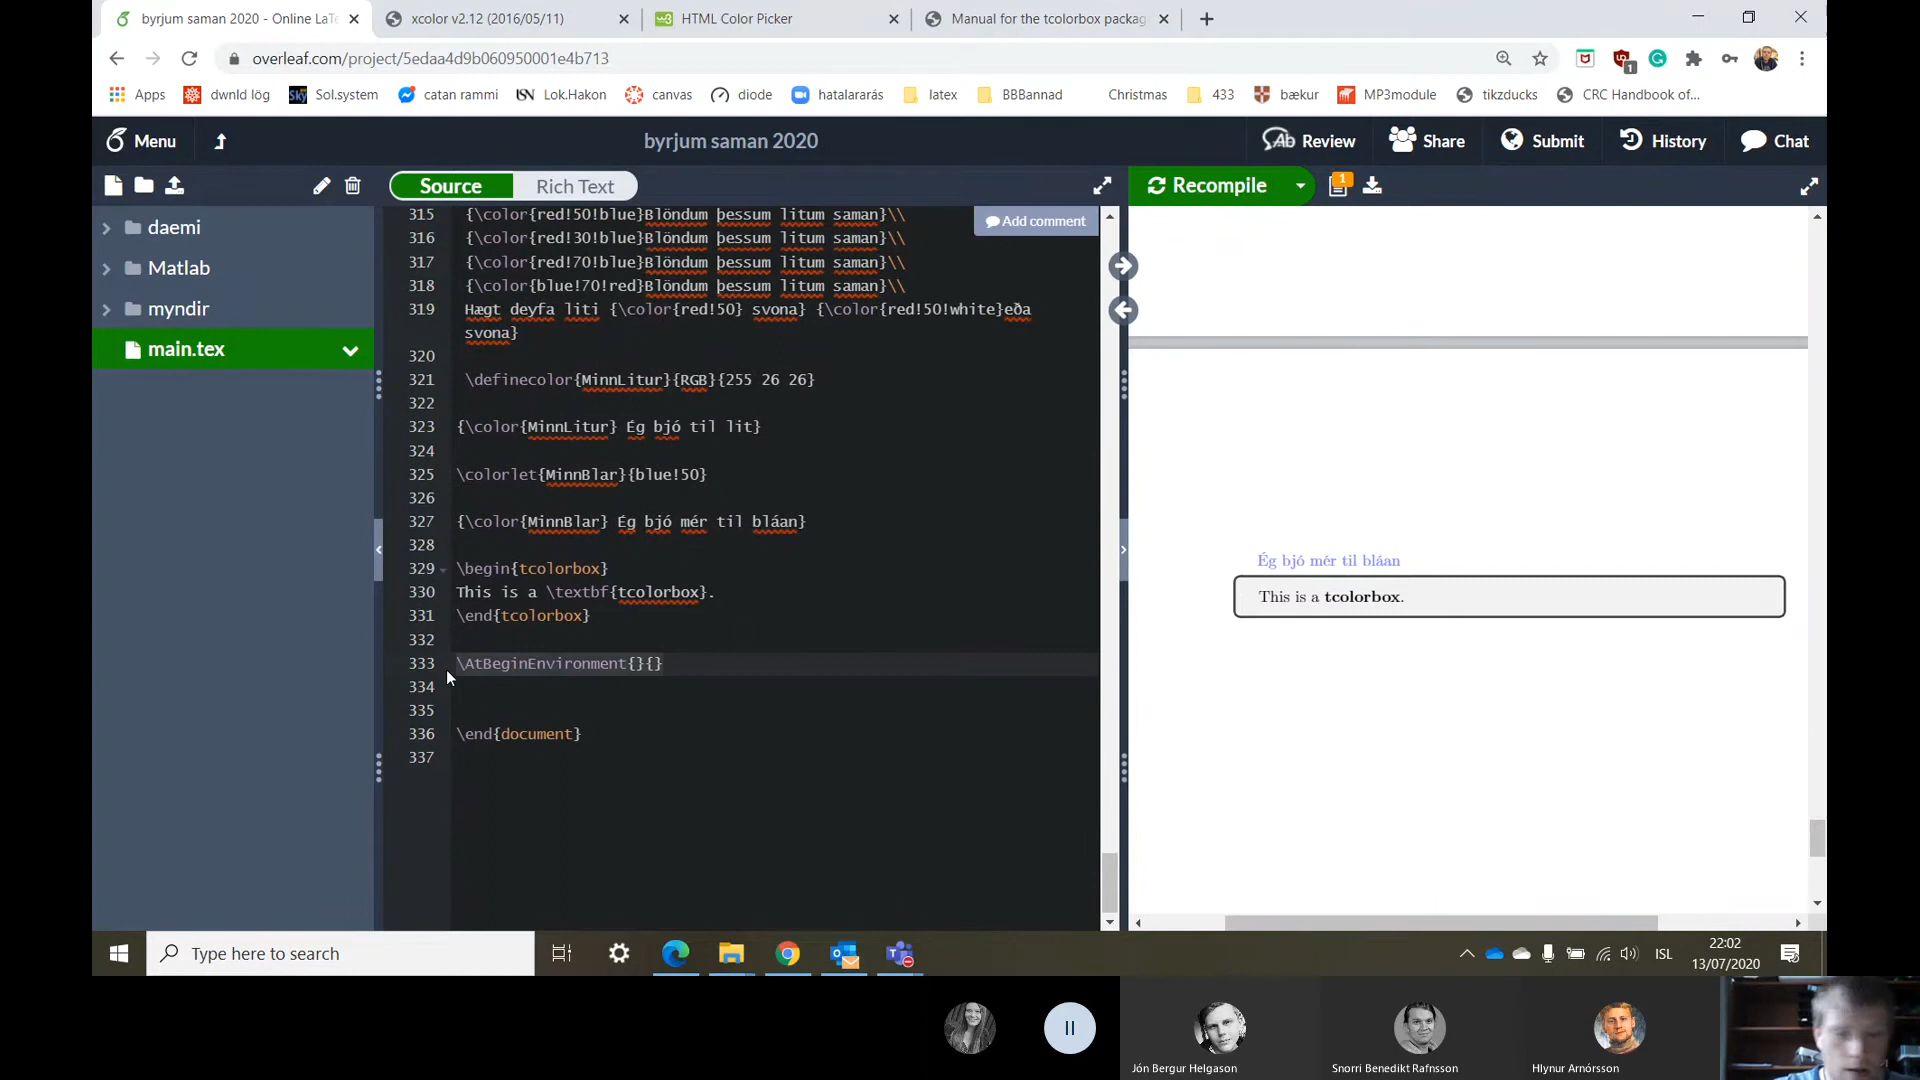 byrjum saman 2020 - Online LaTe
xcolor v2.12 (2016/05/11)
HTML Color Picker
Manual for the tcolorbox packag
overleaf.com/project/5edaa4d9b060950001e4b713
1
Apps
dwnld lög
Sol.system
catan rammi
Lok.Hakon
canvas
diode
hatalararás
latex
BBBannad
Christmas
433
bækur
MP3module
tikzducks
CRC Handbook of...
Menu
byrjum saman 2020
Review
Share
Submit
History
Chat
Source
Rich Text
Recompile
1
daemi
Matlab
myndir
main.tex
Add comment
315 {\color{red!50!blue}Blöndum þessum litum saman}\\
316 {\color{red!30!blue}Blöndum þessum litum saman}\\
317 {\color{red!70!blue}Blöndum þessum litum saman}\\
318 {\color{blue!70!red}Blöndum þessum litum saman}\\
319 Hægt deyfa liti {\color{red!50} svona} {\color{red!50!white}eða
svona}
320
321 \definecolor{MinnLitur}{RGB}{255 26 26}
322
323 {\color{MinnLitur} Ég bjó til lit}
324
325 \colorlet{MinnBlar}{blue!50}
326
327 {\color{MinnBlar} Ég bjó mér til bláan}
328
329 \begin{tcolorbox}
330 This is a \textbf{tcolorbox}.
331 \end{tcolorbox}
332
333 \AtBeginEnvironment{}{}
334
335
336 \end{document}
337
Ég bjó mér til bláan
This is a tcolorbox.
Type here to search
ISL
22:02
13/07/2020
Jón Bergur Helgason
Snorri Benedikt Rafnsson
Hlynur Arnórsson